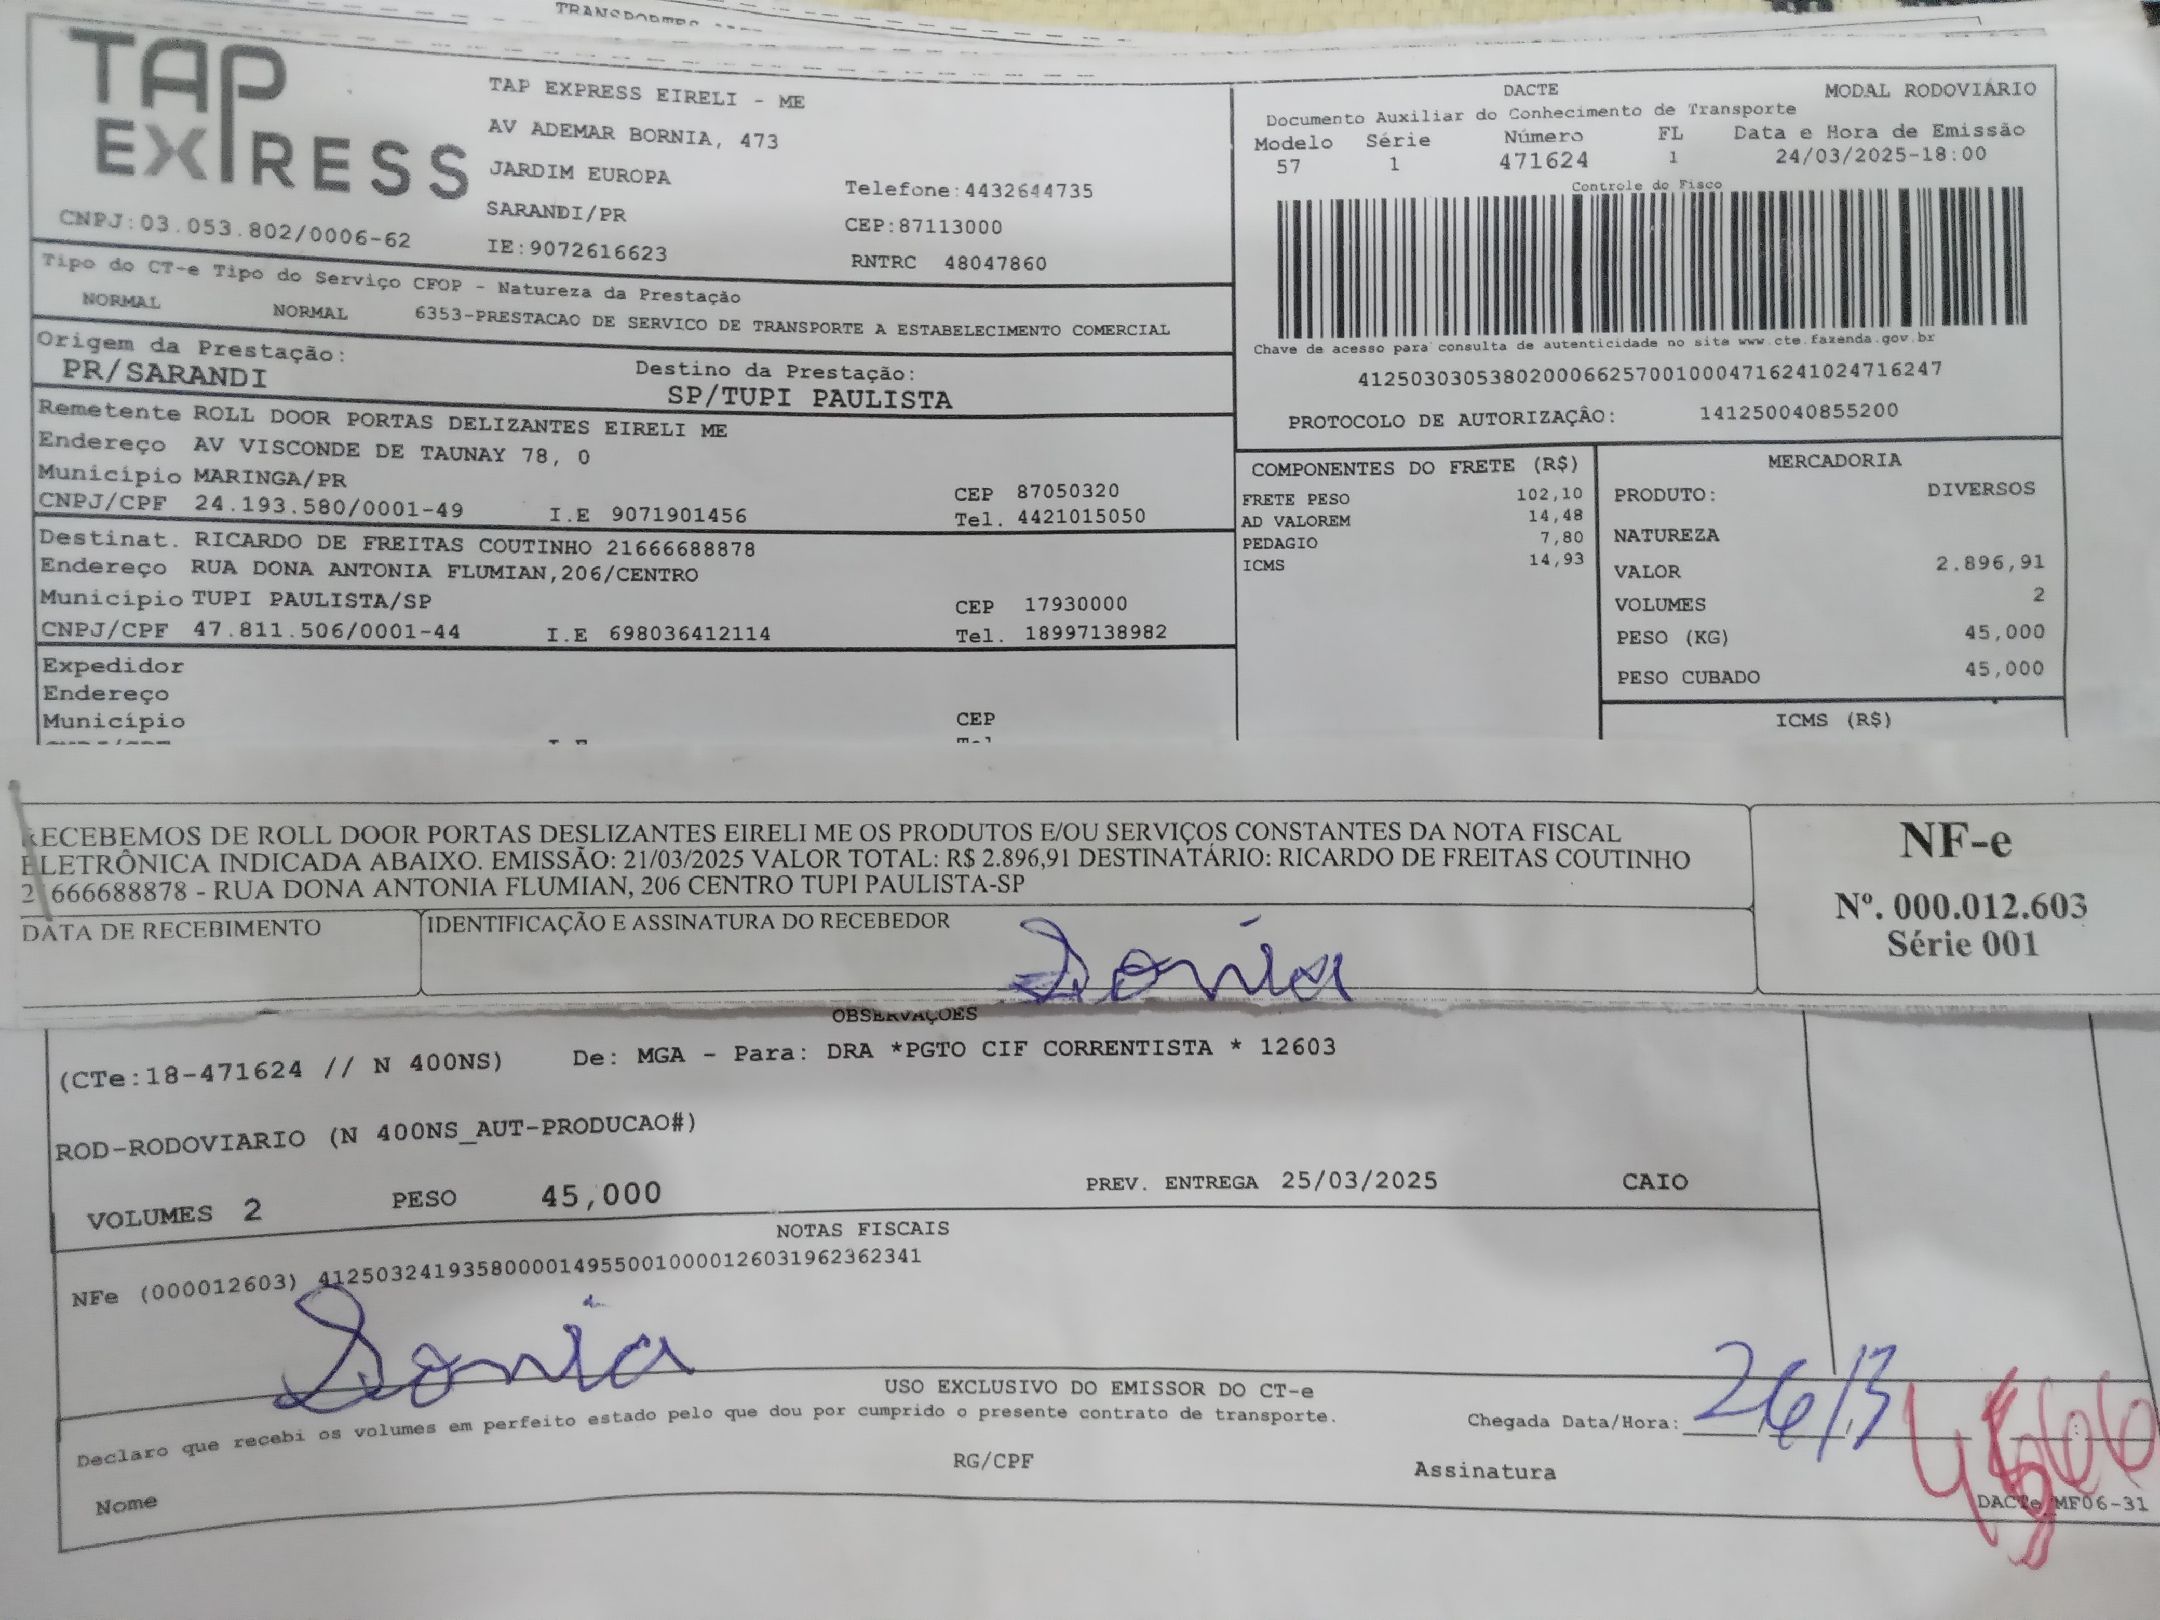 TAP EXPRESS
TAP EXPRESS EIRELI - ME
AV ADEMAR BORNIA, 473
JARDIM EUROPA
SARANDI/PR
IE:9072616623
Telefone:4432644735
CEP:87113000
RNTRC 48047860
CNPJ:03.053.802/0006-62
DACTE MODAL RODOVIÁRIO
Documento Auxiliar do Conhecimento de Transporte
Modelo Série Número FL Data e Hora de Emissão
57 1 471624 1 24/03/2025-18:00
Controle do Fisco
Chave de acesso para consulta de autenticidade no site www.cte.fazenda.gov.br
41250303053802000662570010004716241024716247
PROTOCOLO DE AUTORIZAÇÂO: 141250040855200
Tipo do CT-e Tipo do Serviço CFOP - Natureza da Prestação
NORMAL NORMAL 6353-PRESTACAO DE SERVICO DE TRANSPORTE A ESTABELECIMENTO COMERCIAL
Origem da Prestação: Destino da Prestação:
PR/SARANDI SP/TUPI PAULISTA
Remetente ROLL DOOR PORTAS DELIZANTES EIRELI ME
Endereço AV VISCONDE DE TAUNAY 78, 0
Município MARINGA/PR CEP 87050320
CNPJ/CPF 24.193.580/0001-49 I.E 9071901456 Tel. 4421015050
Destinat. RICARDO DE FREITAS COUTINHO 21666688878
Endereço RUA DONA ANTONIA FLUMIAN,206/CENTRO
Município TUPI PAULISTA/SP CEP 17930000
CNPJ/CPF 47.811.506/0001-44 I.E 698036412114 Tel. 18997138982
Expedidor
Endereço
Município CEP
COMPONENTES DO FRETE (R$)
FRETE PESO 102,10
AD VALOREM 14,48
PEDAGIO 7,80
ICMS 14,93
MERCADORIA
PRODUTO: DIVERSOS
NATUREZA
VALOR 2.896,91
VOLUMES 2
PESO (KG) 45,000
PESO CUBADO 45,000
ICMS (R$)
RECEBEMOS DE ROLL DOOR PORTAS DESLIZANTES EIRELI ME OS PRODUTOS E/OU SERVIÇOS CONSTANTES DA NOTA FISCAL
ELETRÔNICA INDICADA ABAIXO. EMISSÃO: 21/03/2025 VALOR TOTAL: R$ 2.896,91 DESTINATÁRIO: RICARDO DE FREITAS COUTINHO
21666688878 - RUA DONA ANTONIA FLUMIAN, 206 CENTRO TUPI PAULISTA-SP
DATA DE RECEBIMENTO IDENTIFICAÇÃO E ASSINATURA DO RECEBEDOR
Sonia
NF-e
Nº. 000.012.603
Série 001
OBSERVAÇOES
(CTe:18-471624 // N 400NS) De: MGA - Para: DRA *PGTO CIF CORRENTISTA * 12603
ROD-RODOVIARIO (N 400NS_AUT-PRODUCAO#)
VOLUMES 2 PESO 45,000 PREV. ENTREGA 25/03/2025 CAIO
NOTAS FISCAIS
NFe (000012603) 41250324193580000149550010000126031962362341
Sonia
USO EXCLUSIVO DO EMISSOR DO CT-e
Declaro que recebi os volumes em perfeito estado pelo que dou por cumprido o presente contrato de transporte. Chegada Data/Hora: 26/3
Nome RG/CPF Assinatura
DACTe MF06-31